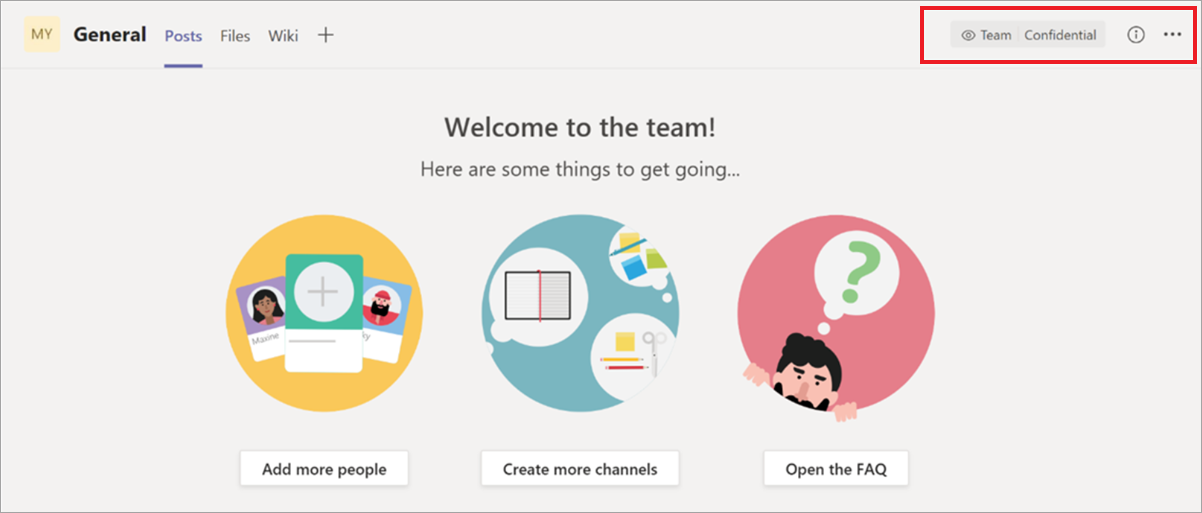 MY General Posts Files Wiki Team Confidential
Welcome to the team!
Here are some things to get going...
Maxine
Add more people Create more channels Open the FAQ